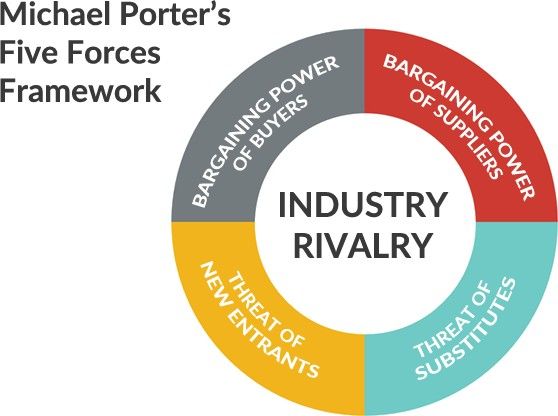 Michael Porter’s
Five Forces
Framework
BARGAINING POWER
OF BUYERS
BARGAINING POWER
OF SUPPLIERS
INDUSTRY
RIVALRY
THREAT OF
NEW ENTRANTS
THREAT OF
SUBSTITUTES